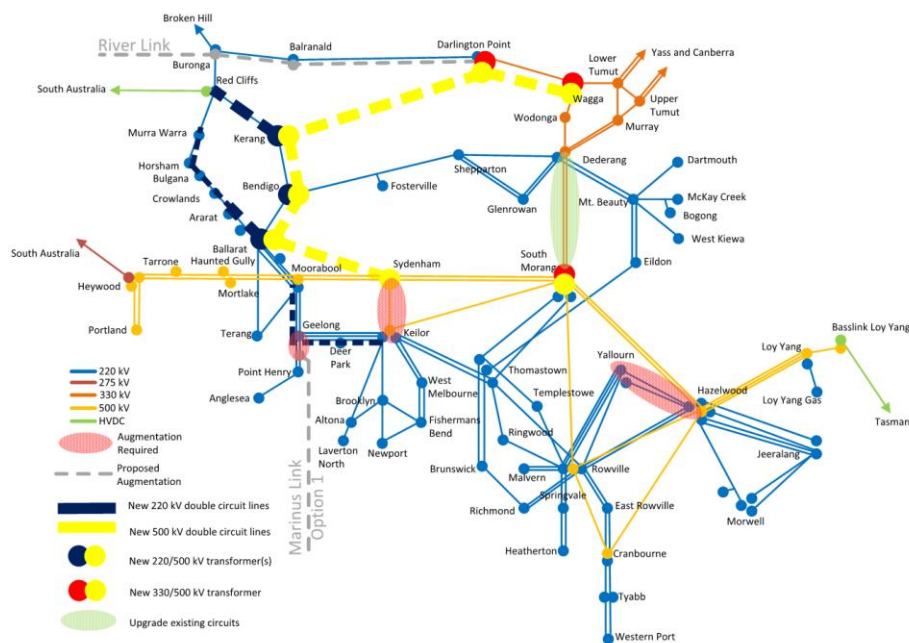 Broken Hill
River Link
Balranald
Darlington Point
Lower
Tumut
Yass and Canberra
Buronga
Red Cliffs
South Australia
Wagga
Upper
Tumut
Wodonga
Murray
Kerang
Murra Warra
Dederang
Dartmouth
Shepparton
Horsham
Bulgana
Bendigo
Fosterville
Glenrowan
Mt. Beauty
McKay Creek
Bogong
Crowlands
Ararat
West Kiewa
South Australia
Ballarat
Haunted Gully
Tarrone
Moorabool
Sydenham
South
Morang
Eildon
Heywood
Mortlake
Basslink Loy Yang
Portland
Terang
Geelong
Keilor
Yallourn
Loy Yang
Deer
Park
Thomastown
Hazelwood
Point Henry
West
Melbourne
Templestowe
Loy Yang Gas
Tasman
220 kV
275 kV
330 kV
500 kV
HVDC
Anglesea
Brooklyn
Altona
Fishermans
Bend
Ringwood
Laverton
North
Newport
Brunswick
Malvern
Rowville
Jeeralang
Augmentation
Required
Proposed
Augmentation
Springvale
Richmond
East Rowville
Morwell
Marinus Link
Option 1
New 220 kV double circuit lines
New 500 kV double circuit lines
Heatherton
Cranbourne
New 220/500 kV transformer(s)
Tyabb
New 330/500 kV transformer
Upgrade existing circuits
Western Port